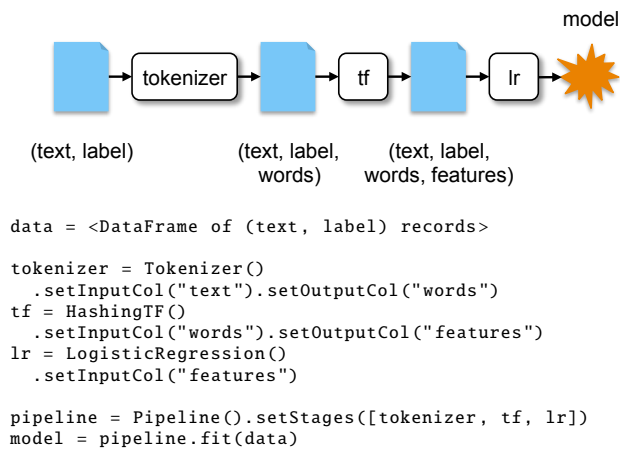 model
tokenizer
tf
lr
(text, label)
(text, label,
words)
(text, label,
words, features)
data = <DataFrame of (text, label) records>
tokenizer = Tokenizer()
.setInputCol("text").setOutputCol("words")
tf = HashingTF()
.setInputCol("words").setOutputCol("features")
lr = LogisticRegression()
.setInputCol("features")
pipeline = Pipeline().setStages([tokenizer, tf, lr])
model = pipeline.fit(data)